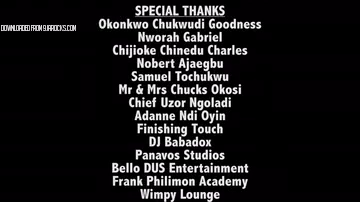 SPECIAL THANKS
DOWNLOADED FROM 9JAROCKS.COM
Okonkwo Chukwudi Goodness
Nworah Gabriel
Chijioke Chinedu Charles
Nobert Ajaegbu
Samuel Tochukwu
Mr & Mrs Chucks Okosi
Chief Uzor Ngoladi
Adanne Ndi Oyin
Finishing Touch
DJ Babadox
Panavos Studios
Bello DUS Entertainment
Frank Philimon Academy
Wimpy Lounge